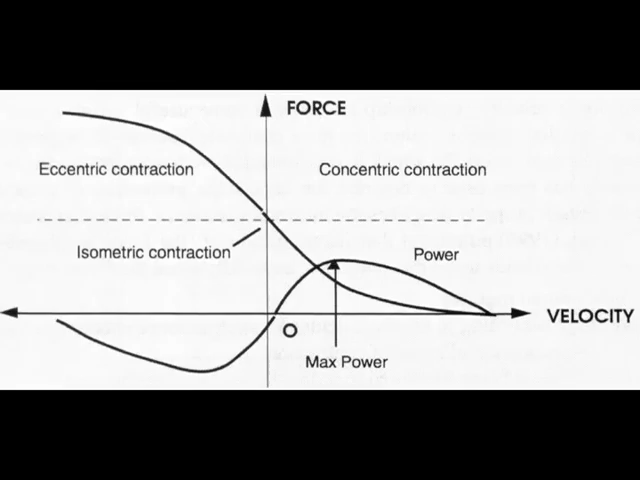 FORCE
Eccentric contraction
Concentric contraction
Isometric contraction
Power
VELOCITY
O
Max Power